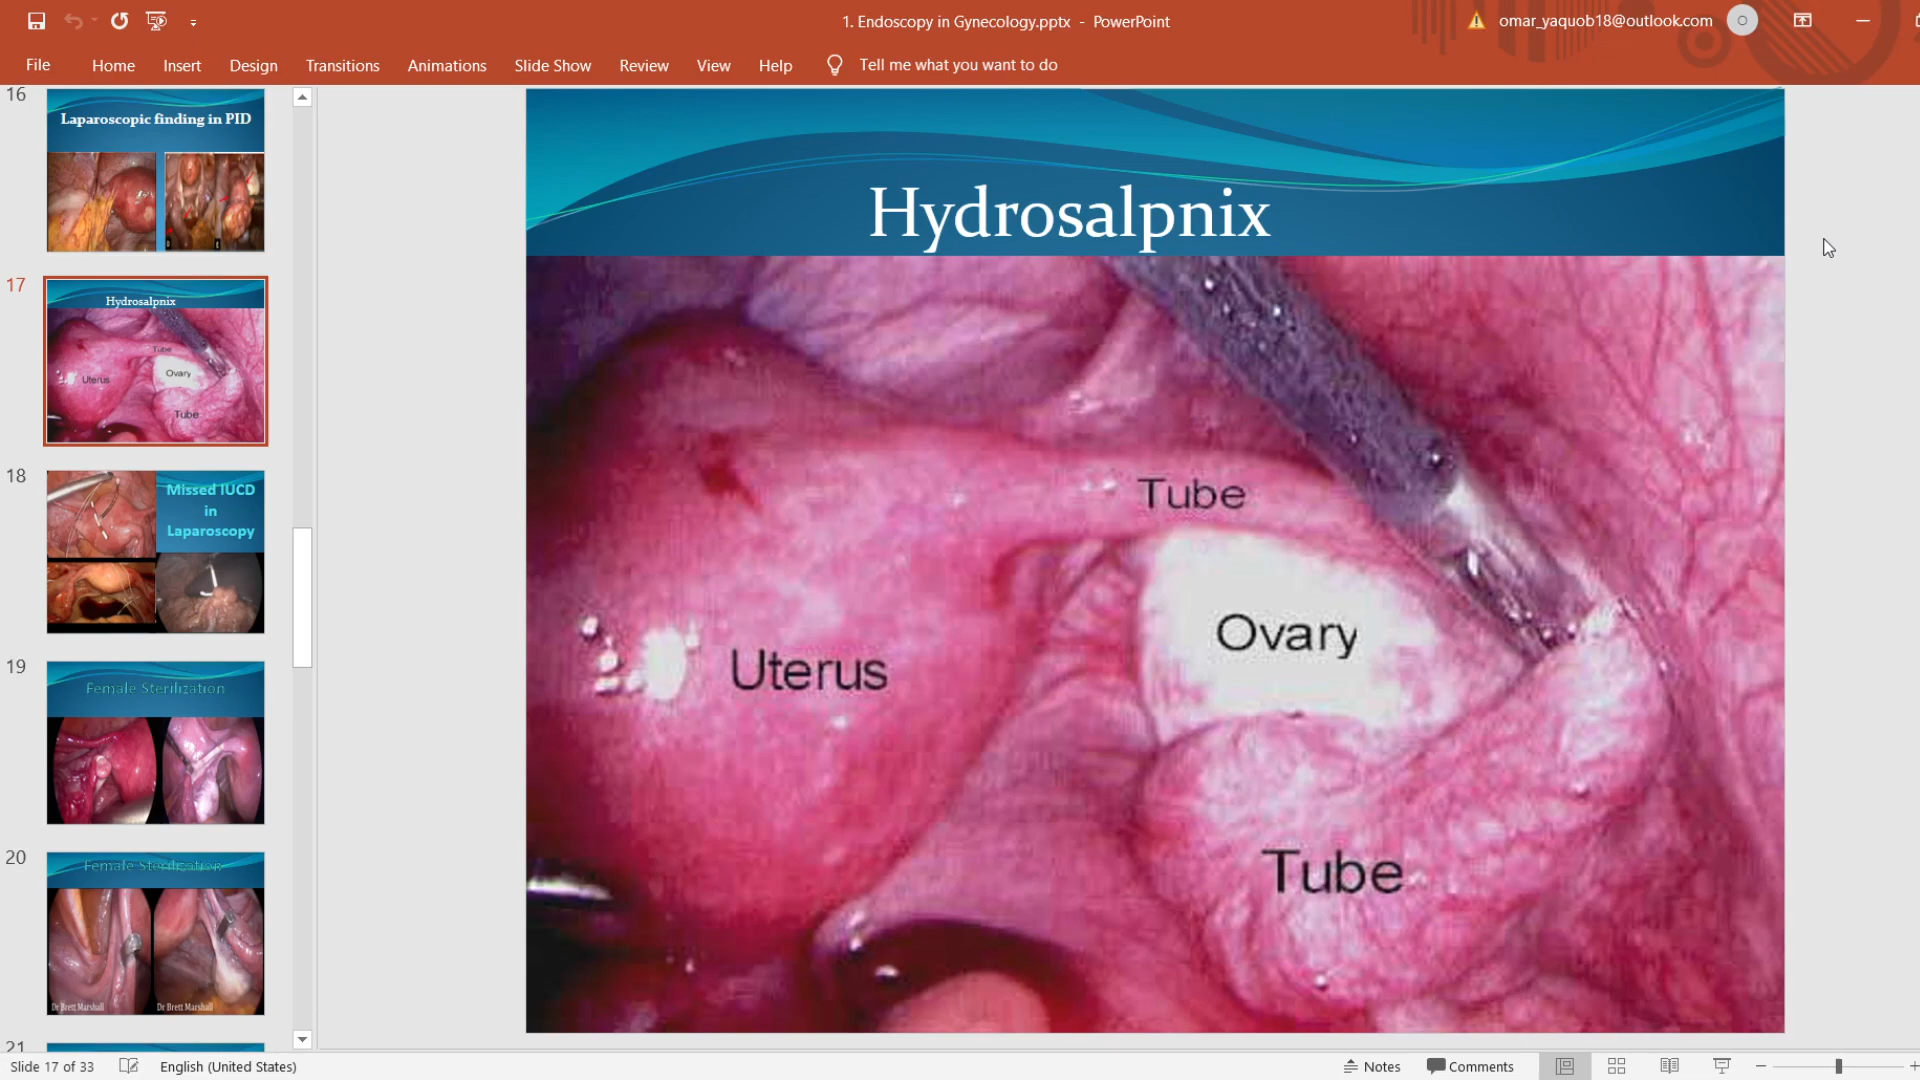 1. Endoscopy in Gynecology.pptx - PowerPoint
omar_yaquob18@outlook.com
O
File Home Insert Design Transitions Animations Slide Show Review View Help Tell me what you want to do
16
Laparoscopic finding in PID
17
Hydrosalpnix
Tube
Ovary
Uterus
Tube
18
Missed IUCD
in
Laparoscopy
19
Female Sterilization
20
Female Sterilization
Dr Brett Marshall
Dr Brett Marshall
21
Hydrosalpnix
Tube
Ovary
Uterus
Tube
Slide 17 of 33
English (United States)
Notes
Comments